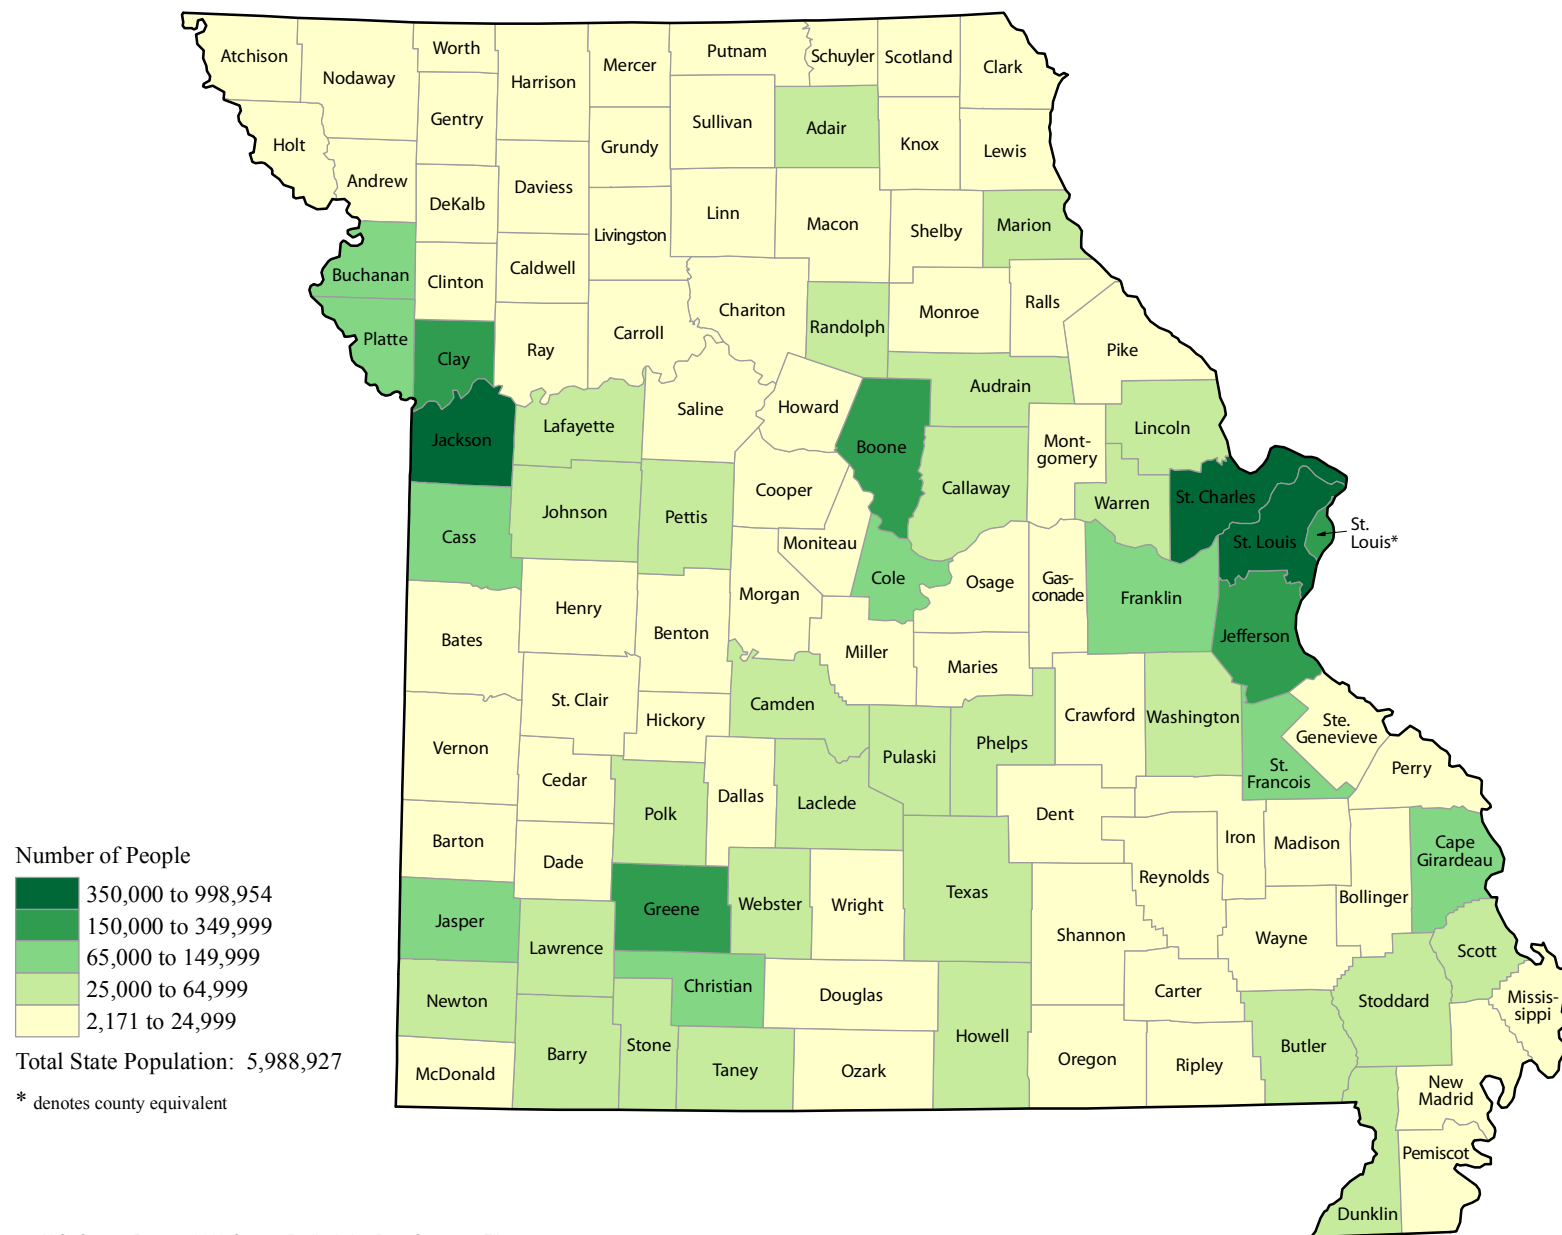 Atchison
Nodaway
Worth
Harrison
Mercer
Putnam
Schuyler
Scotland
Clark
Holt
Andrew
Gentry
DeKalb
Daviess
Grundy
Sullivan
Adair
Knox
Lewis
Linn
Macon
Shelby
Marion
Livingston
Buchanan
Clinton
Caldwell
Chariton
Randolph
Monroe
Ralls
Platte
Clay
Ray
Carroll
Pike
Audrain
Jackson
Lafayette
Saline
Howard
Boone
Mont-
gomery
Lincoln
Callaway
Warren
St. Charles
St. Louis
St.
Louis*
Cass
Johnson
Pettis
Cooper
Moniteau
Cole
Osage
Gas-
conade
Franklin
Jefferson
Bates
Henry
Benton
Morgan
Miller
Maries
St. Clair
Hickory
Camden
Crawford
Washington
Ste.
Genevieve
Vernon
Cedar
Polk
Dallas
Laclede
Pulaski
Phelps
Dent
St.
Francois
Perry
Barton
Dade
Iron
Madison
Cape
Girardeau
Bollinger
Reynolds
Jasper
Lawrence
Greene
Webster
Wright
Texas
Shannon
Wayne
Scott
Newton
Christian
Douglas
Carter
Stoddard
Missis-
sippi
McDonald
Barry
Stone
Taney
Ozark
Howell
Oregon
Ripley
Butler
New
Madrid
Pemiscot
Dunklin
Number of People
350,000 to 998,954
150,000 to 349,999
65,000 to 149,999
25,000 to 64,999
2,171 to 24,999
Total State Population: 5,988,927
* denotes county equivalent